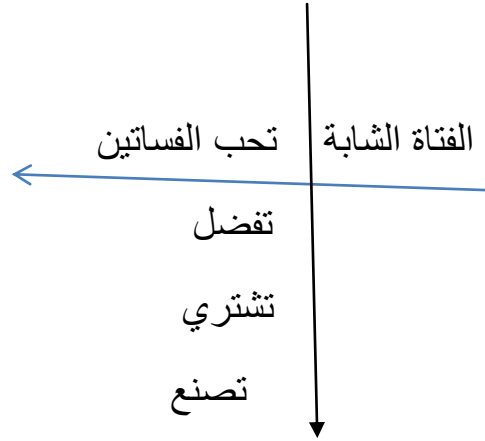 الفتاة الشابة تحب الفساتين
تفضل
تشتري
تصنع